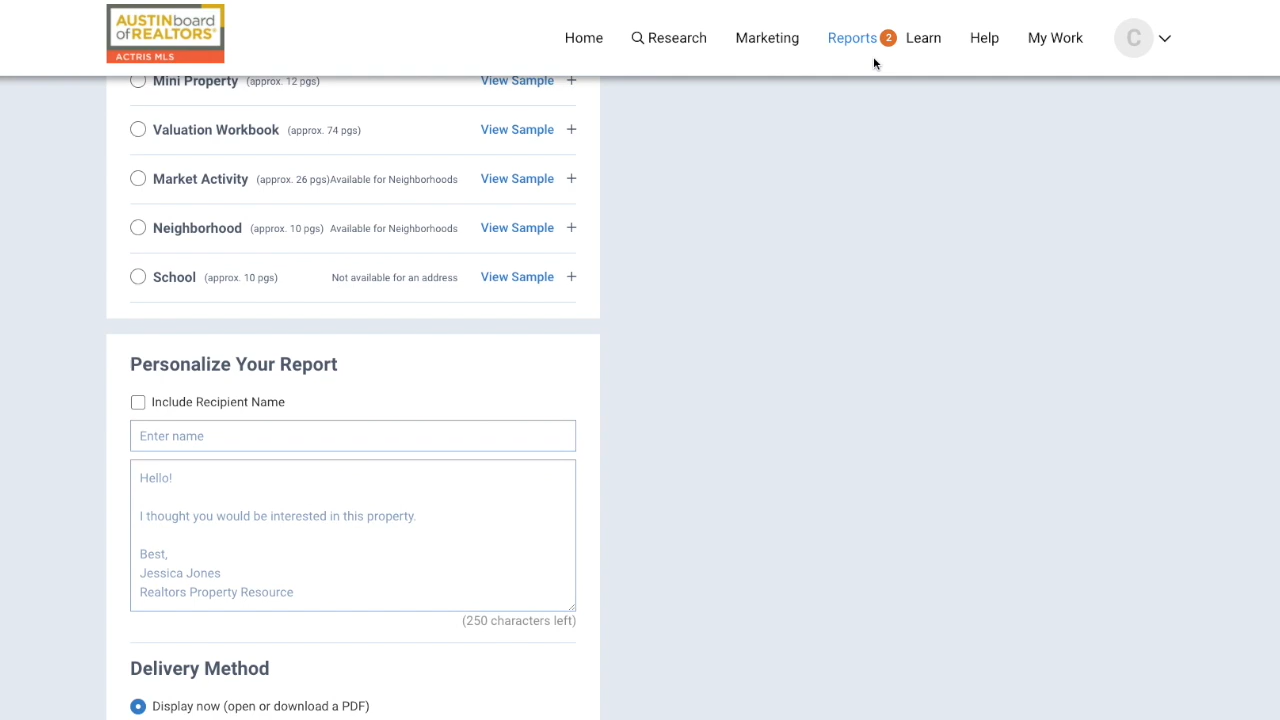 AUSTINboard
ofREALTORS®
ACTRIS MLS
Home Research Marketing Reports 2 Learn Help My Work C
Mini Property (approx. 12 pgs) View Sample +
Valuation Workbook (approx. 74 pgs) View Sample +
Market Activity (approx. 26 pgs)Available for Neighborhoods View Sample +
Neighborhood (approx. 10 pgs) Available for Neighborhoods View Sample +
School (approx. 10 pgs) Not available for an address View Sample +
Personalize Your Report
Include Recipient Name
Enter name
Hello!
I thought you would be interested in this property.
Best,
Jessica Jones
Realtors Property Resource
(250 characters left)
Delivery Method
Display now (open or download a PDF)